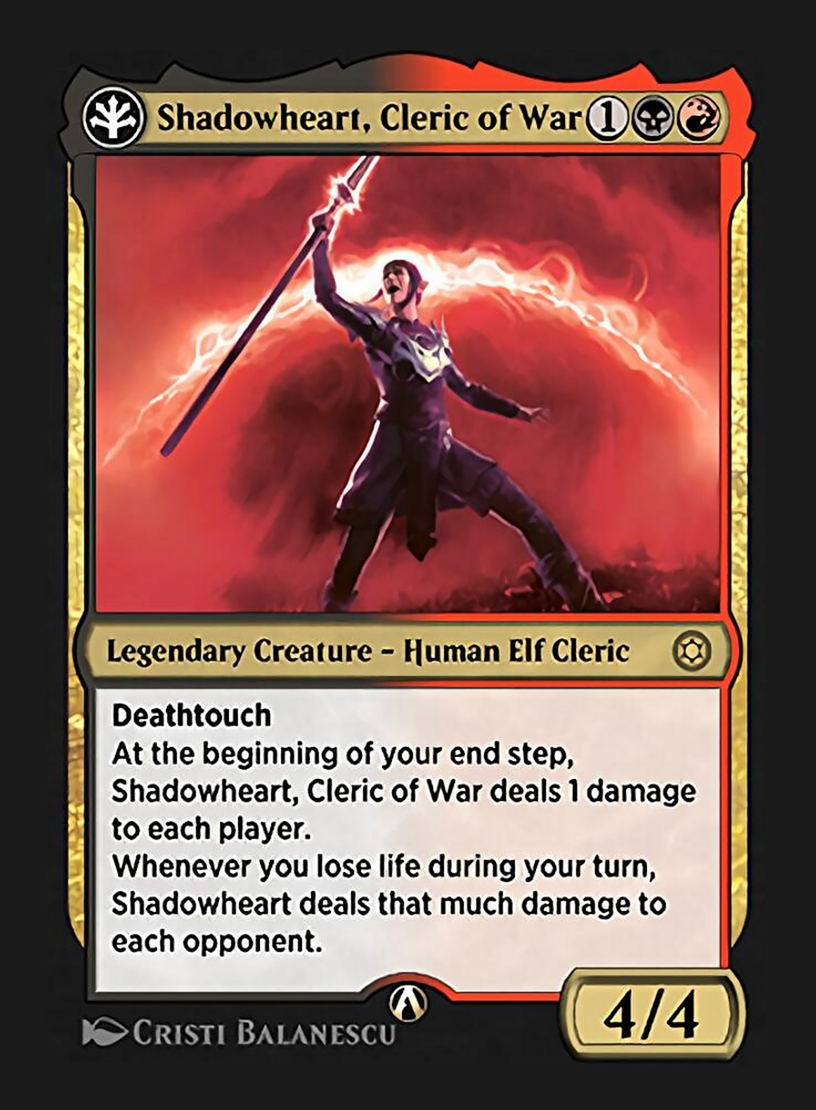 Shadowheart, Cleric of War 1
Legendary Creature – Human Elf Cleric
Deathtouch
At the beginning of your end step,
Shadowheart, Cleric of War deals 1 damage
to each player.
Whenever you lose life during your turn,
Shadowheart deals that much damage to
each opponent.
4/4
Cristi Balanescu